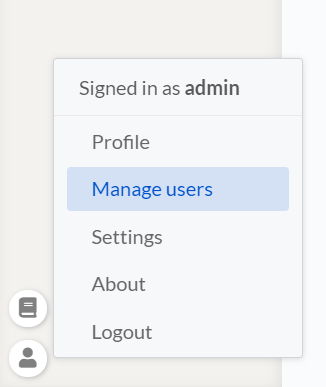 Signed in as admin
Profile
Manage users
Settings
About
Logout